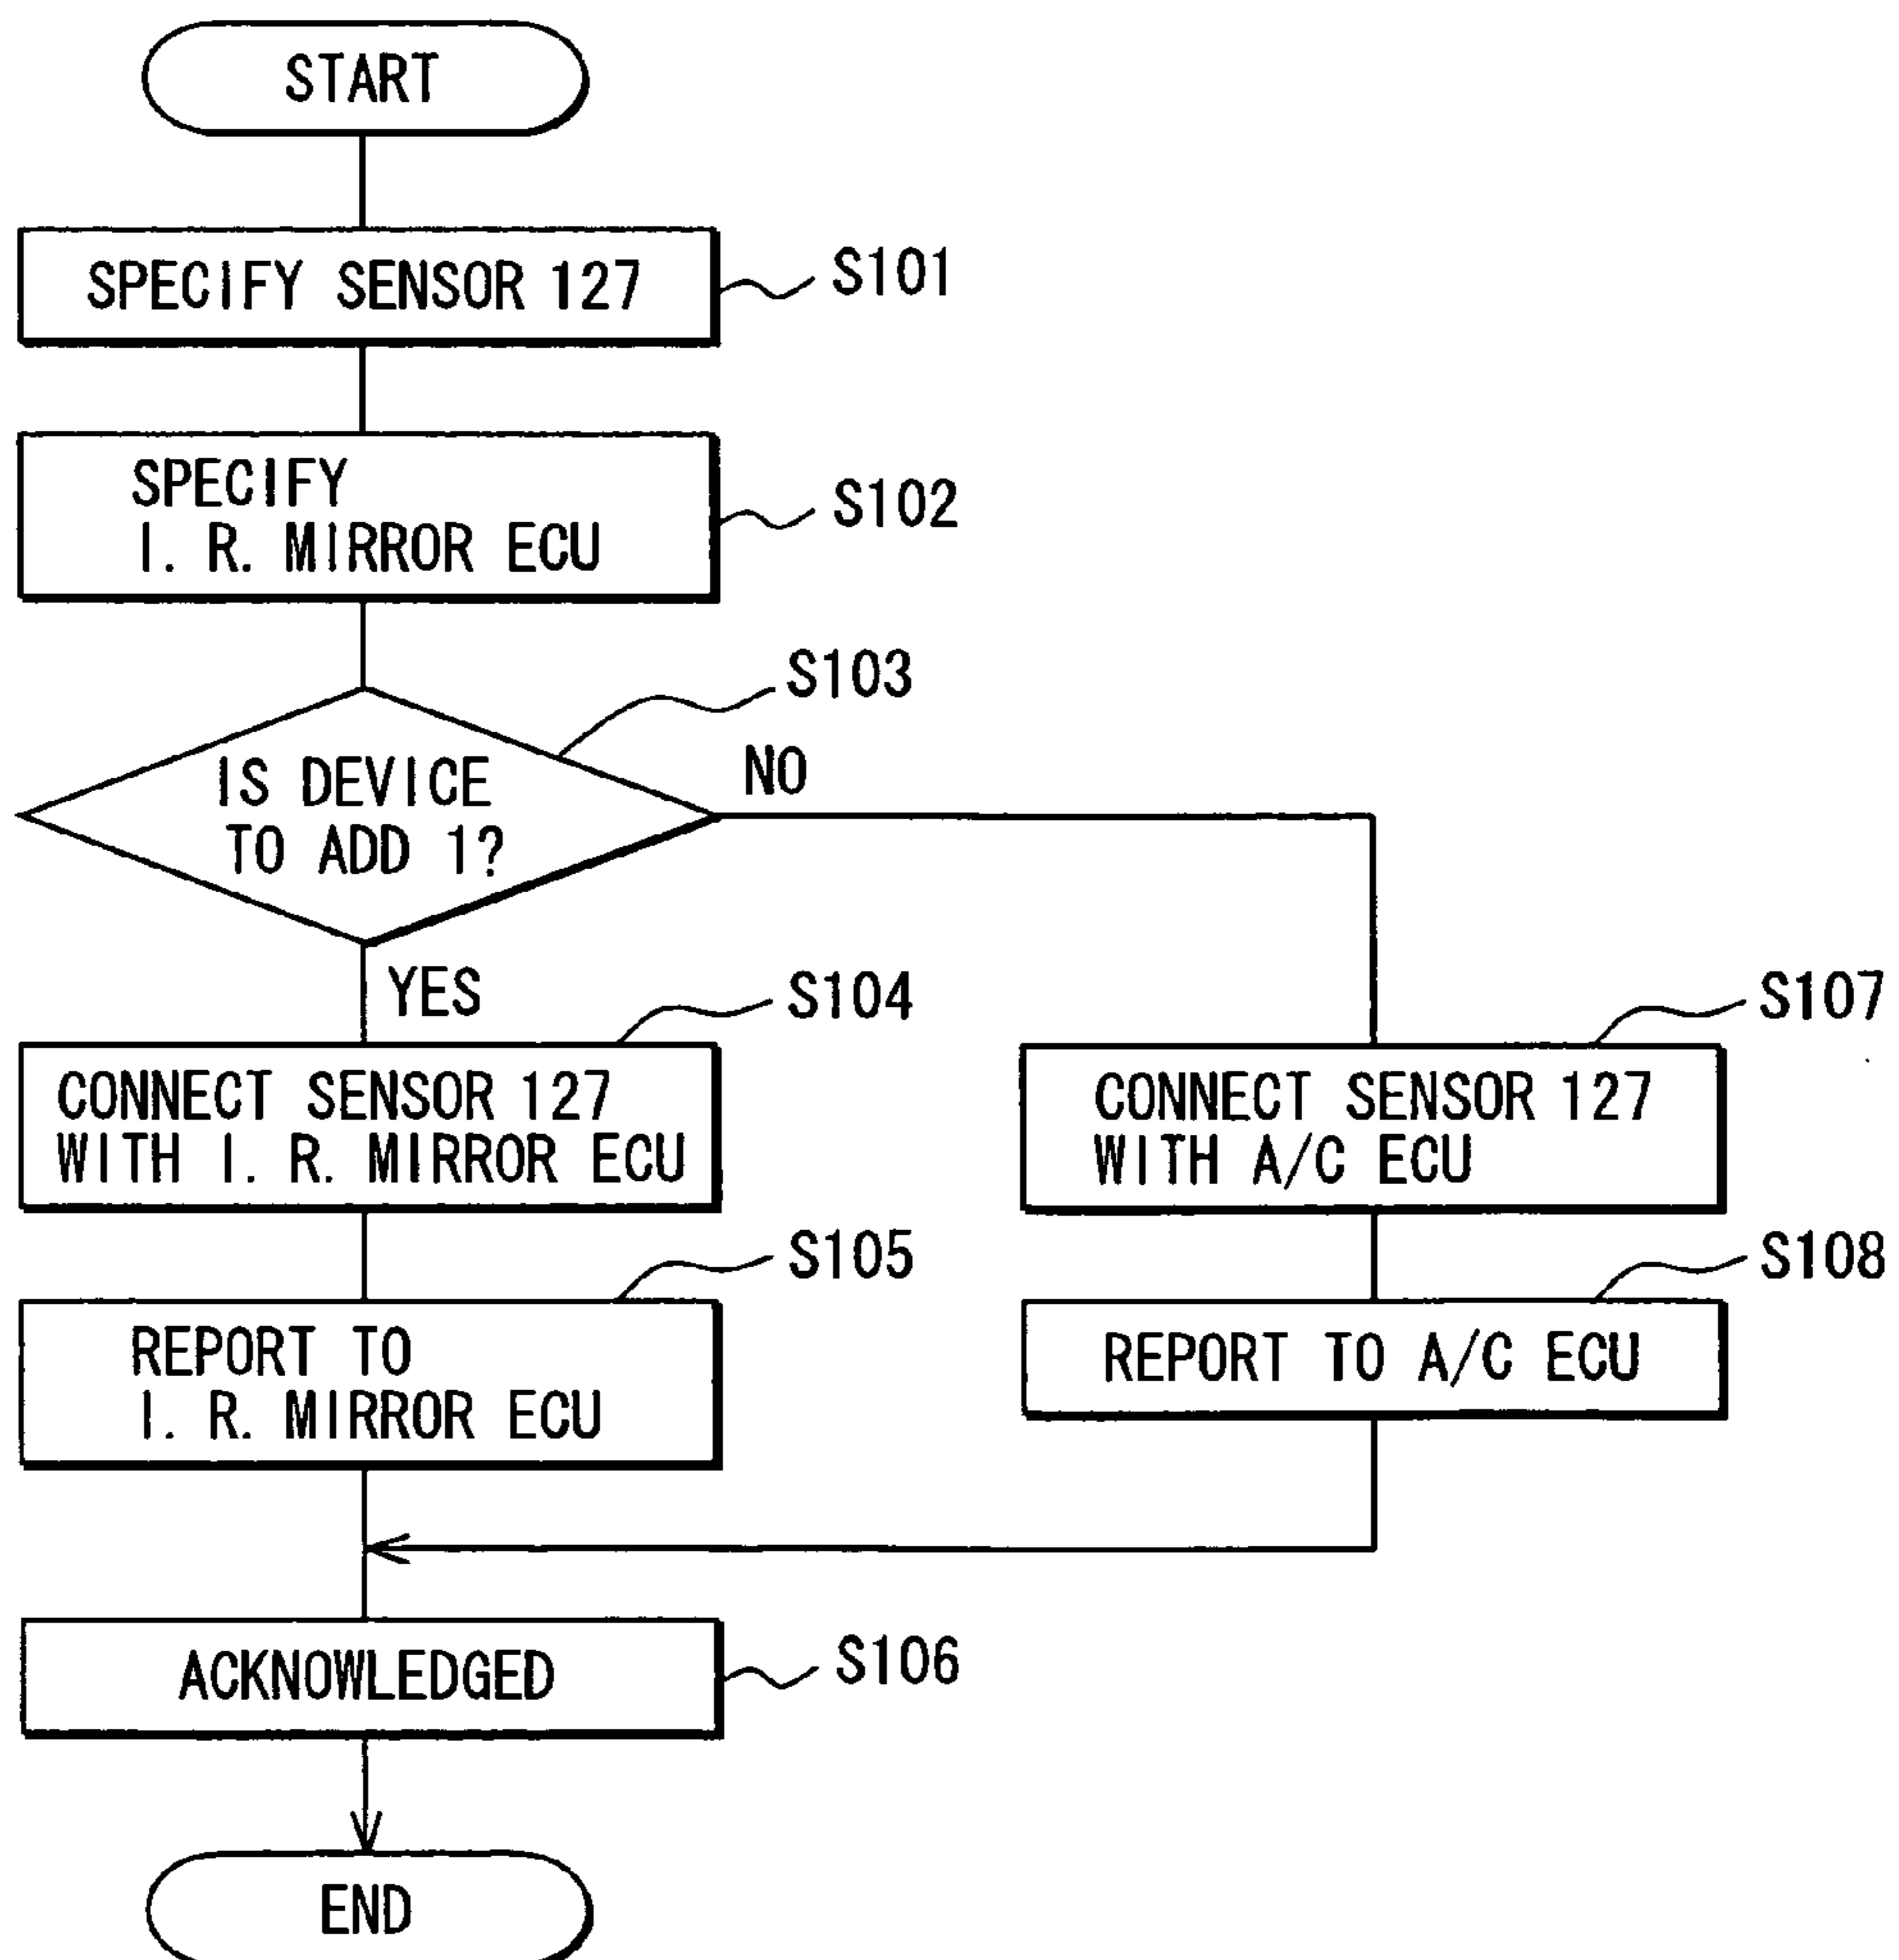 START
SPECIFY SENSOR 127
S101
SPECIFY
I. R. MIRROR ECU
S102
S103
IS DEVICE
TO ADD 1?
NO
YES
S104
CONNECT SENSOR 127
WITH I. R. MIRROR ECU
S107
CONNECT SENSOR 127
WITH A/C ECU
S105
REPORT TO
I. R. MIRROR ECU
S108
REPORT TO A/C ECU
ACKNOWLEDGED
S106
END